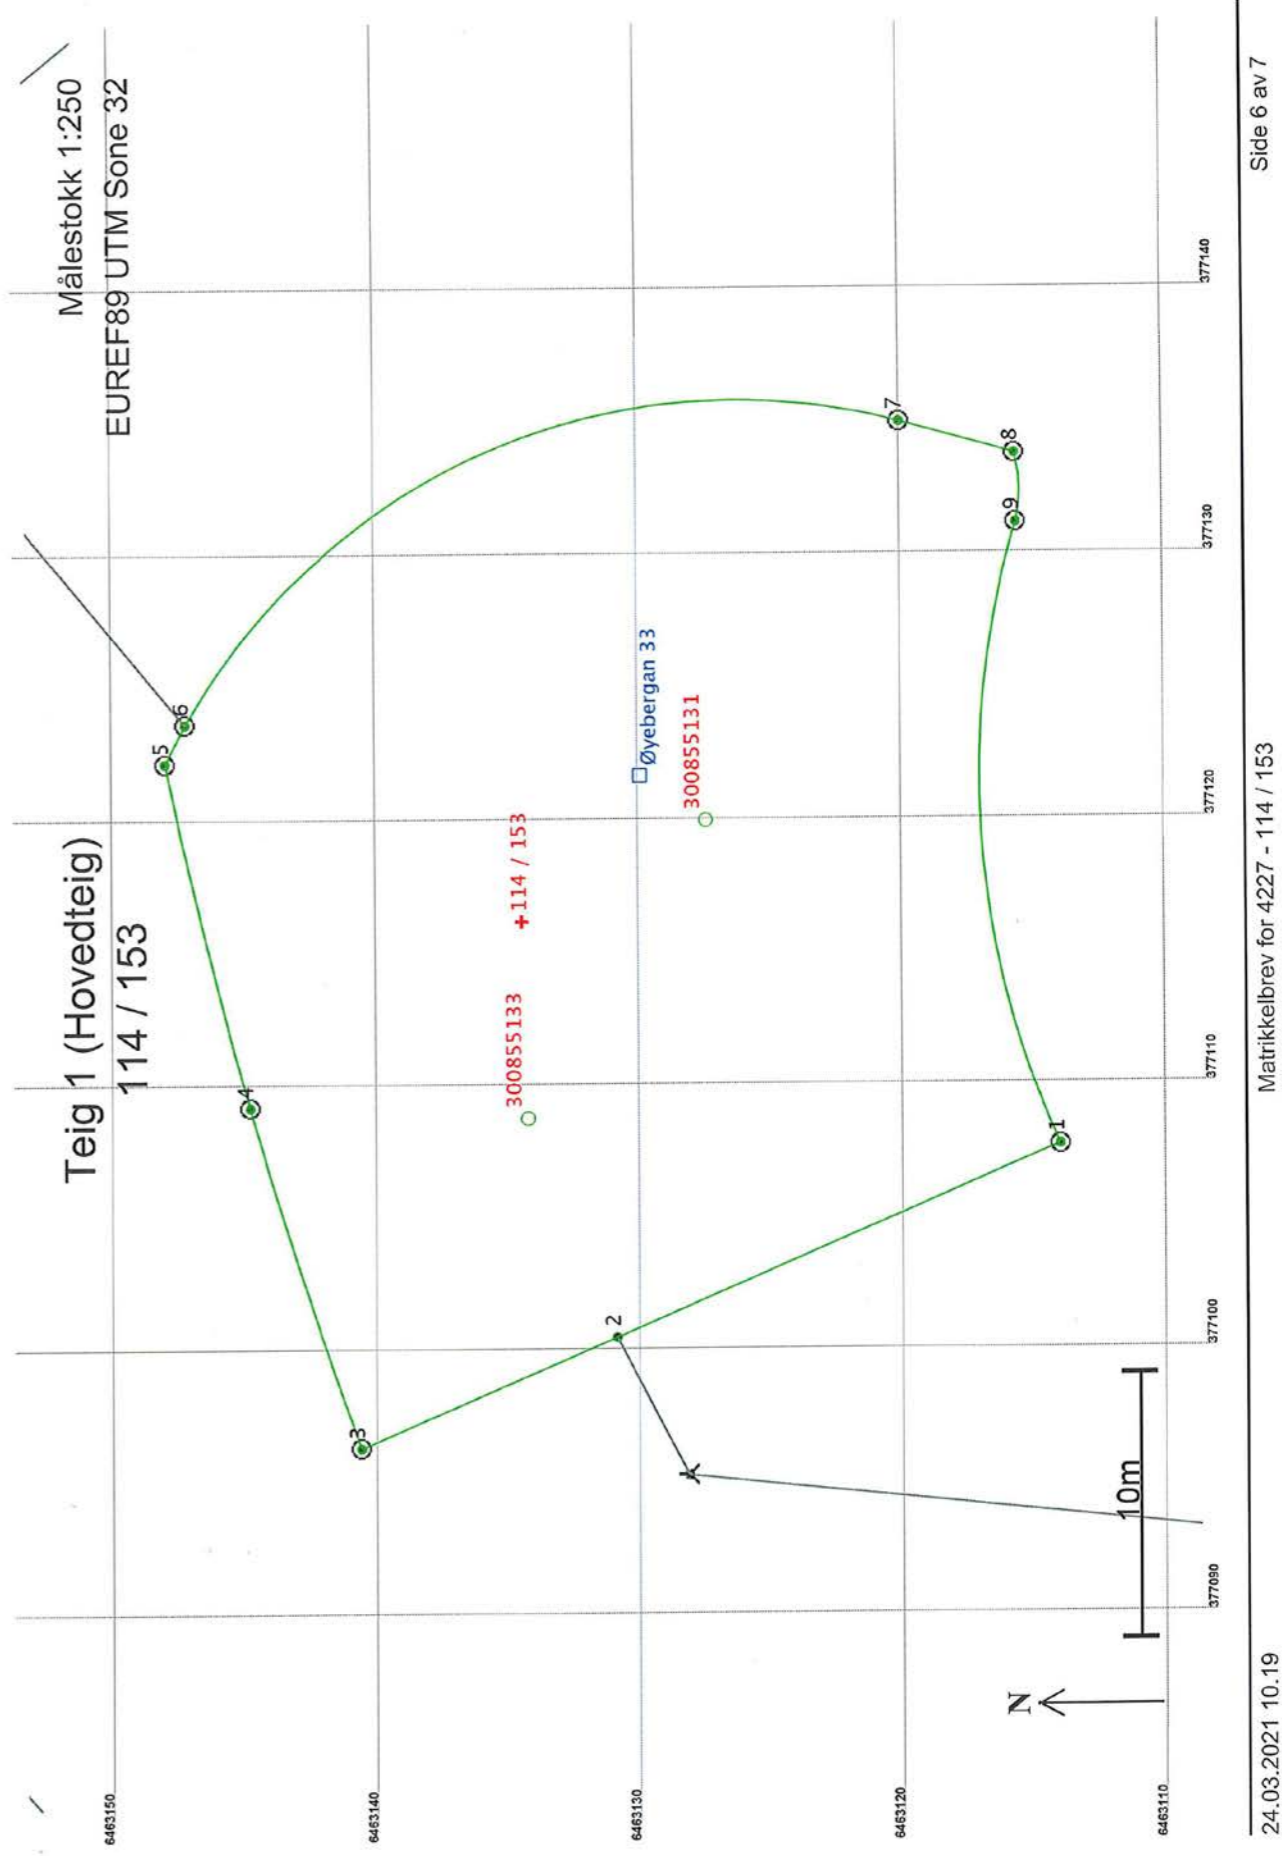 Teig 1 (Hovedteig)
114 / 153
Målestokk 1:250
EUREF89 UTM Sone 32
6463150
6463140
6463130
6463120
6463110
5
6
4
3
2
1
7
8
9
300855133
+114 / 153
Øyebergan 33
300855131
N
10m
377090
377100
377110
377120
377130
377140
24.03.2021 10.19
Matrikkelbrev for 4227 - 114 / 153
Side 6 av 7